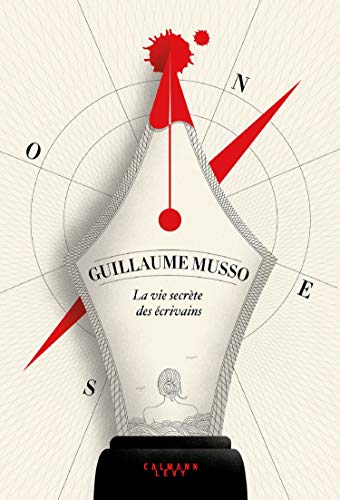 N
O
GUILLAUME MUSSO
La vie secrète
des écrivains
E
S
CALMANN
LEVY